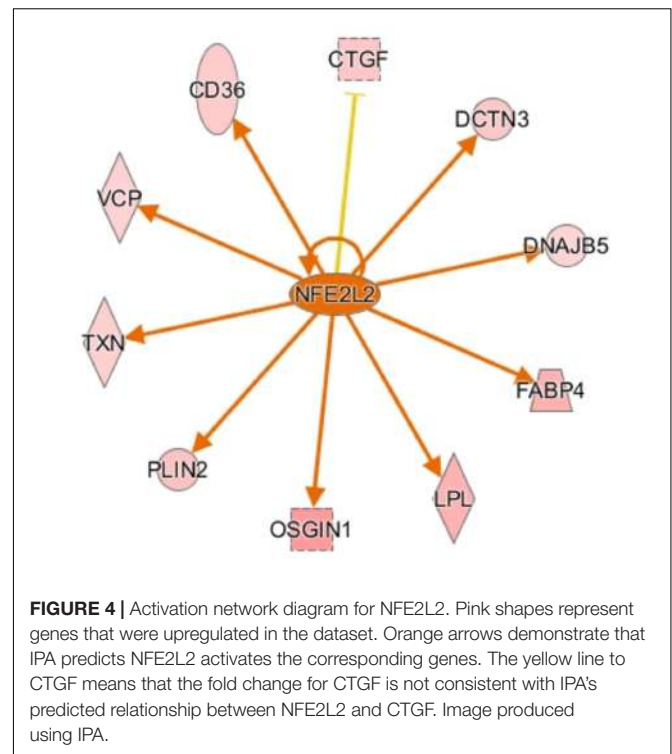 CTGF
CD36
DCTN3
VCP
DNAJB5
NFE2L2
TXN
FABP4
PLIN2
LPL
OSGIN1
FIGURE 4 | Activation network diagram for NFE2L2. Pink shapes represent
genes that were upregulated in the dataset. Orange arrows demonstrate that
IPA predicts NFE2L2 activates the corresponding genes. The yellow line to
CTGF means that the fold change for CTGF is not consistent with IPA’s
predicted relationship between NFE2L2 and CTGF. Image produced
using IPA.